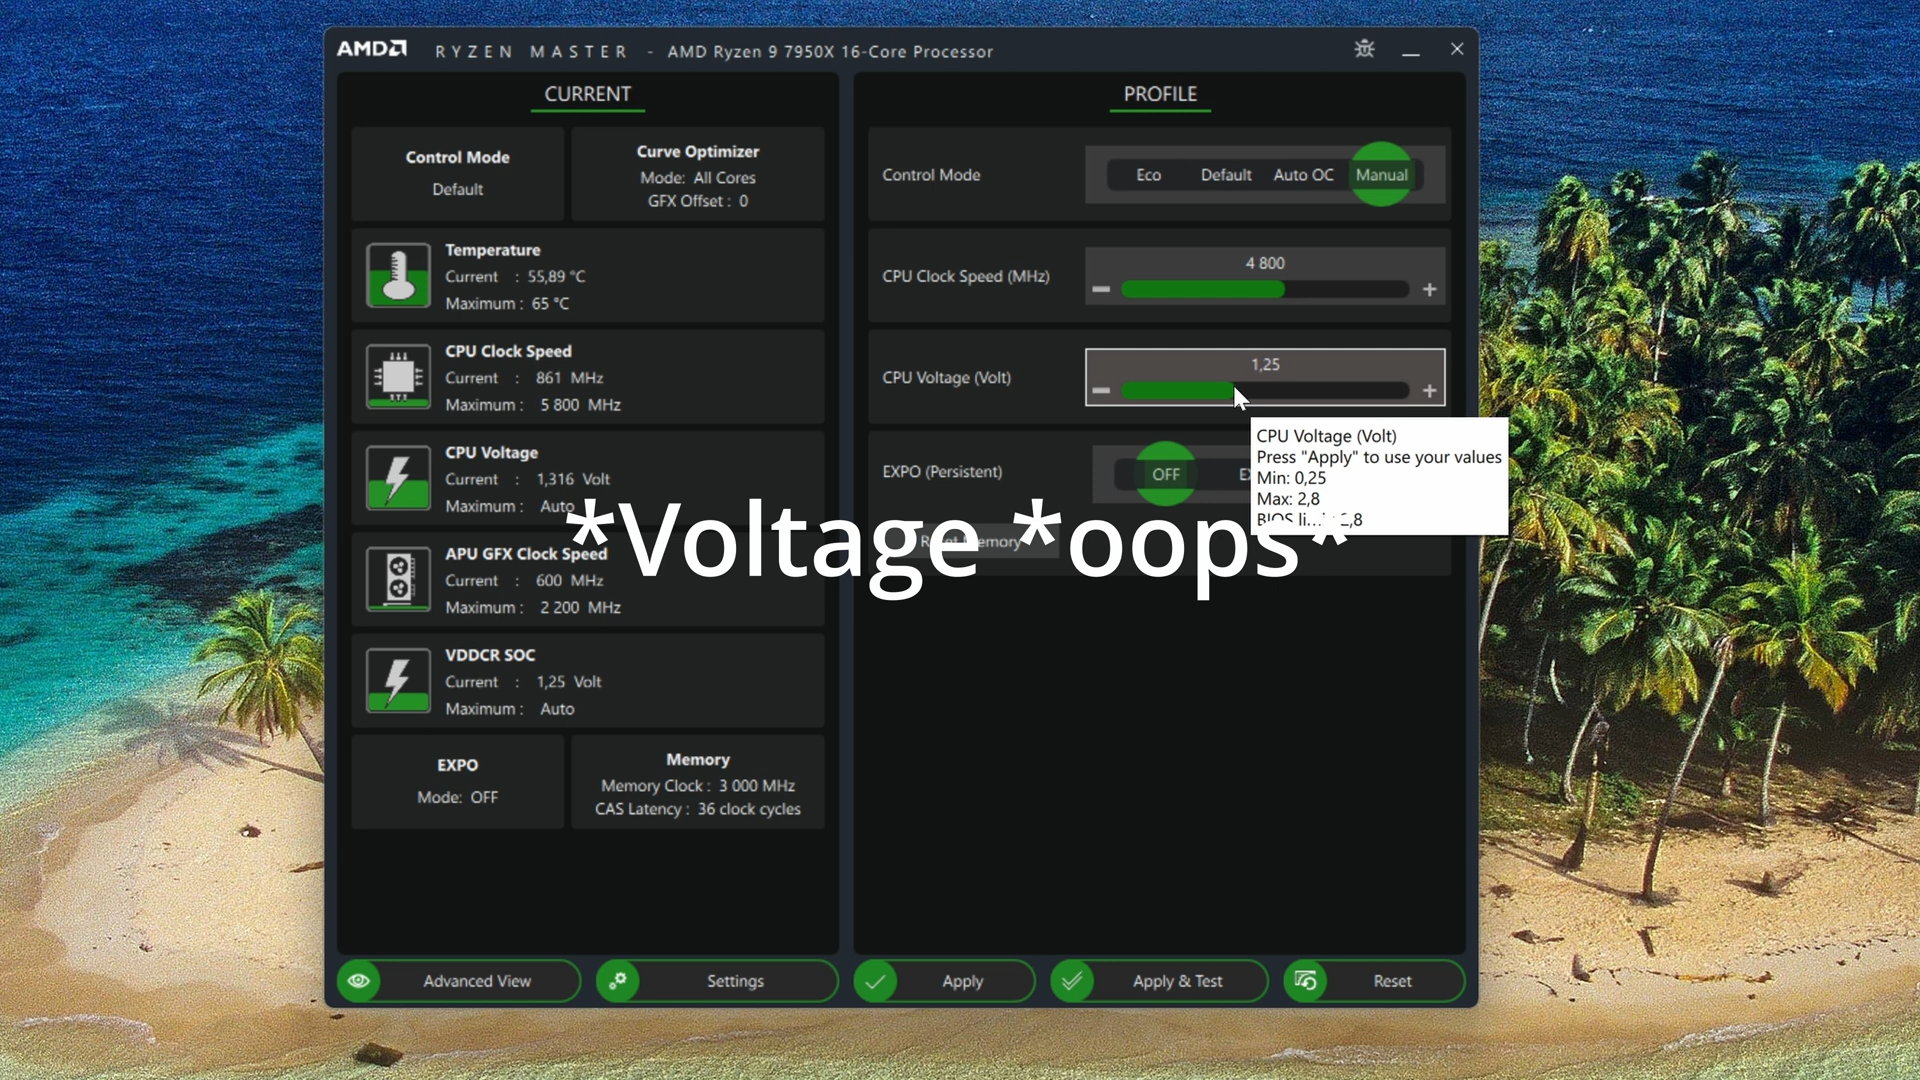 AMD RYZEN MASTER - AMD Ryzen 9 7950X 16-Core Processor
CURRENT
Control Mode
Default
Curve Optimizer
Mode: All Cores
GFX Offset : 0
Temperature
Current : 55,89 °C
Maximum : 65 °C
CPU Clock Speed
Current : 861 MHz
Maximum : 5 800 MHz
CPU Voltage
Current : 1,316 Volt
Maximum : Auto
APU GFX Clock Speed
Current : 600 MHz
Maximum : 2 200 MHz
VDDCR SOC
Current : 1,25 Volt
Maximum : Auto
EXPO
Mode: OFF
Memory
Memory Clock : 3 000 MHz
CAS Latency : 36 clock cycles
PROFILE
Control Mode
Eco Default Auto OC Manual
CPU Clock Speed (MHz)
4 800
CPU Voltage (Volt)
1,25
CPU Voltage (Volt)
Press "Apply" to use your values
Min: 0,25
Max: 2,8
BIOS
EXPO (Persistent)
OFF
Memory
*Voltage *oops*
Advanced View
Settings
Apply
Apply & Test
Reset